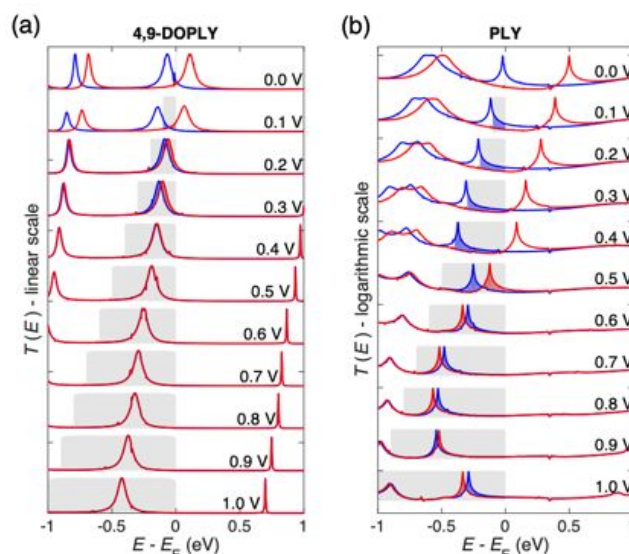 (a) 4,9-DOPLY
T(E) - linear scale
0.0 V
0.1 V
0.2 V
0.3 V
0.4 V
0.5 V
0.6 V
0.7 V
0.8 V
0.9 V
1.0 V
-1 -0.5 0 0.5 1
E - E_F (eV)
(b) PLY
T(E) - logarithmic scale
0.0 V
0.1 V
0.2 V
0.3 V
0.4 V
0.5 V
0.6 V
0.7 V
0.8 V
0.9 V
1.0 V
-1 -0.5 0 0.5
E - E_F (eV)